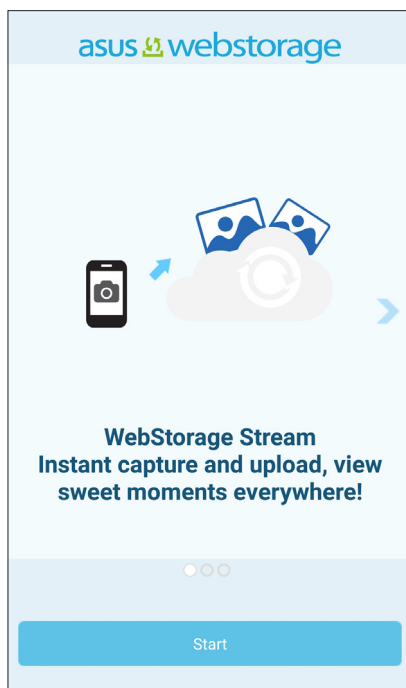 asus webstorage
WebStorage Stream
Instant capture and upload, view
sweet moments everywhere!
Start